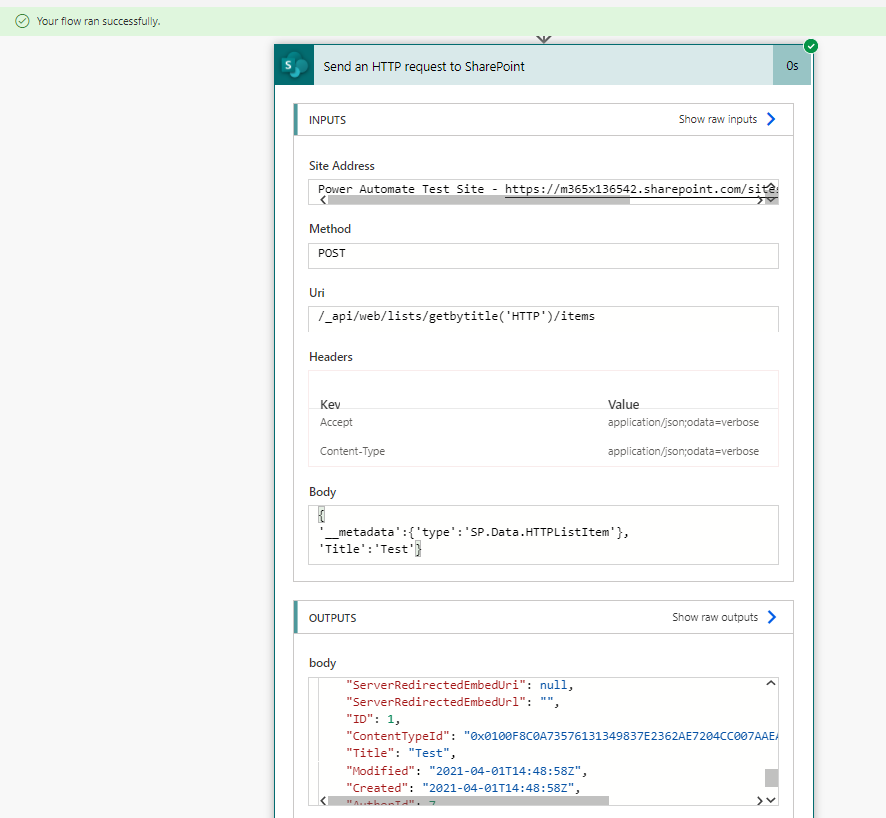 Your flow ran successfully.
Send an HTTP request to SharePoint
0s
INPUTS
Show raw inputs
Site Address
Power Automate Test Site - https://m365x136542.sharepoint.com/sites
Method
POST
Uri
/_api/web/lists/getbytitle('HTTP')/items
Headers
Key Value
Accept application/json;odata=verbose
Content-Type application/json;odata=verbose
Body
{
'__metadata':{'type':'SP.Data.HTTPListItem'},
'Title':'Test'}
OUTPUTS
Show raw outputs
body
"ServerRedirectedEmbedUri": null,
"ServerRedirectedEmbedUrl": "",
"ID": 1,
"ContentTypeId": "0x0100F8C0A73576131349837E2362AE7204CC007AAEA
"Title": "Test",
"Modified": "2021-04-01T14:48:58Z",
"Created": "2021-04-01T14:48:58Z",
"AuthorId": 7